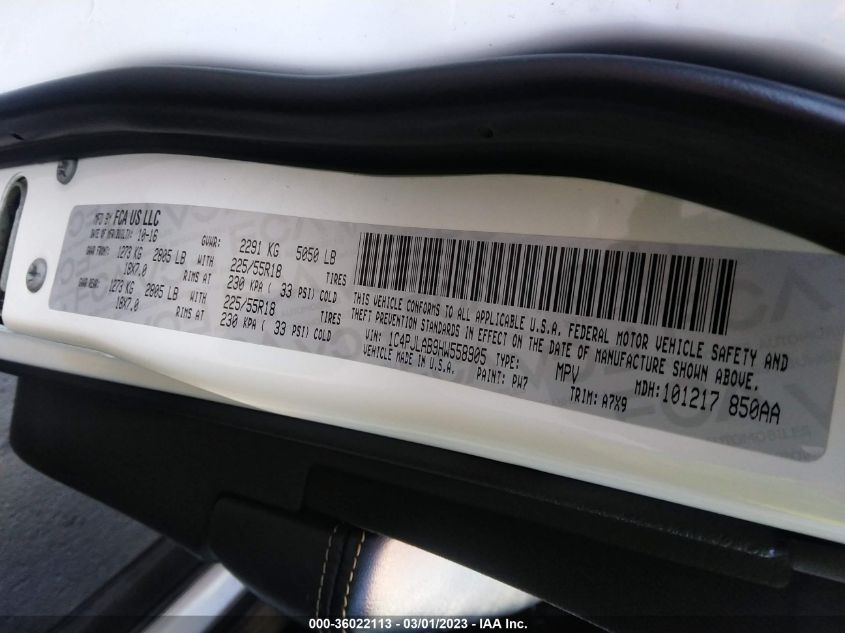 MFD BY FCA US LLC
DATE OF MFR/BUILT: 10-16 GVWR: 2291 KG 5050 LB
GAWR FRONT: 1273 KG 2805 LB WITH 225/55R18 TIRES
18X7.0 RIMS AT 230 KPA ( 33 PSI) COLD
GAWR REAR: 1273 KG 2805 LB WITH 225/55R18 TIRES
18X7.0 RIMS AT 230 KPA ( 33 PSI) COLD
THIS VEHICLE CONFORMS TO ALL APPLICABLE U.S.A. FEDERAL MOTOR VEHICLE SAFETY AND
THEFT PREVENTION STANDARDS IN EFFECT ON THE DATE OF MANUFACTURE SHOWN ABOVE.
VIN: 1C4PJLAB9HW558905 TYPE: MPV MDH:101217 850AA
VEHICLE MADE IN U.S.A. PAINT: PW7 TRIM: A7X9
000-36022113 - 03/01/2023 - IAA Inc.